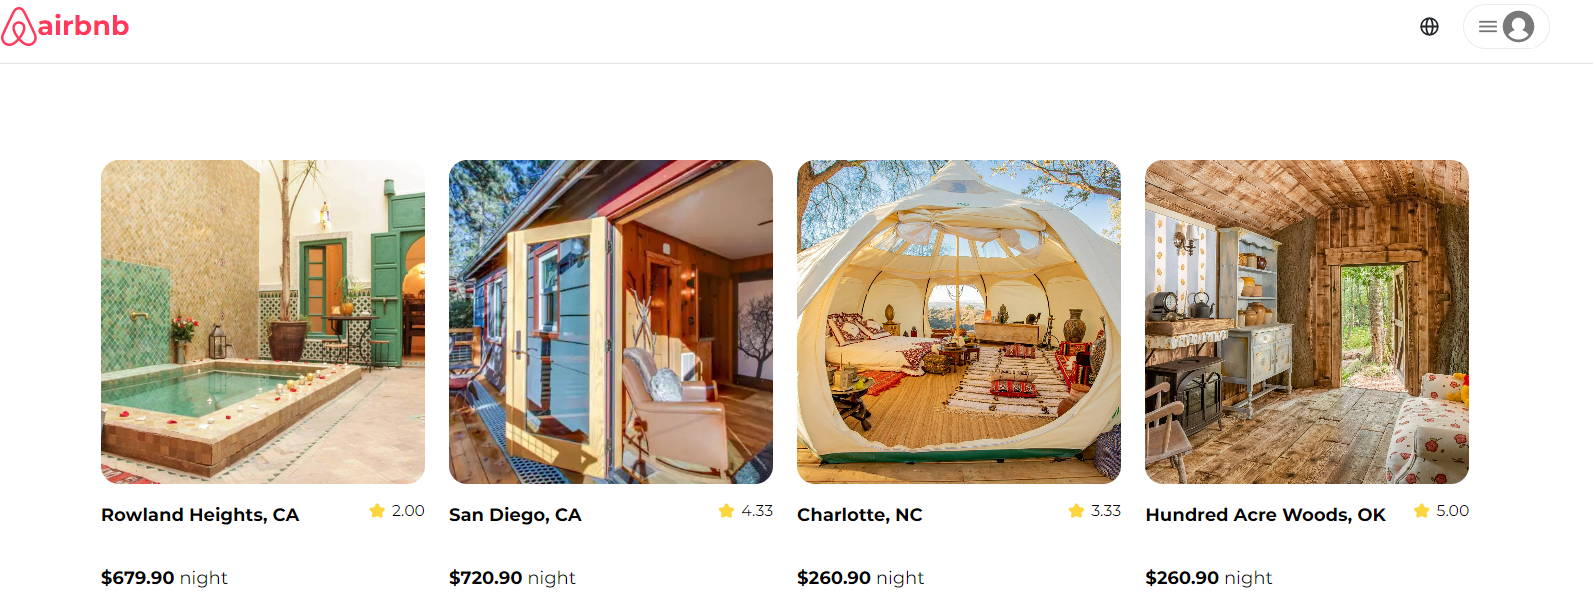 airbnb
Rowland Heights, CA 2.00
San Diego, CA 4.33
Charlotte, NC 3.33
Hundred Acre Woods, OK 5.00
$679.90 night
$720.90 night
$260.90 night
$260.90 night